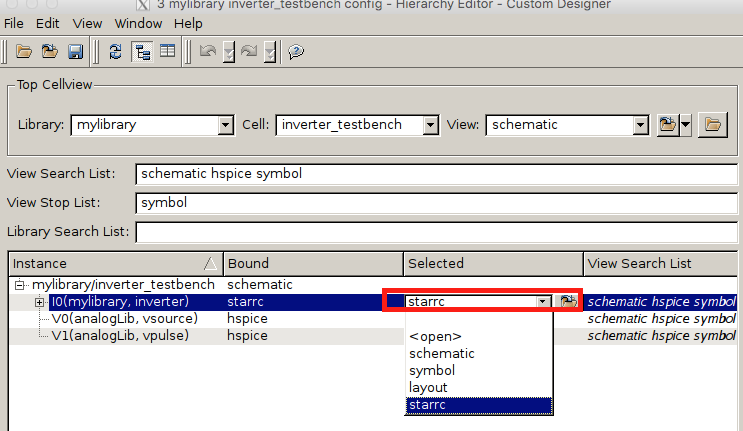 3 mylibrary inverter_testbench config - Hierarchy Editor - Custom Designer
File Edit View Window Help
Top Cellview
Library: mylibrary Cell: inverter_testbench View: schematic
View Search List: schematic hspice symbol
View Stop List: symbol
Library Search List:
Instance Bound Selected View Search List
mylibrary/inverter_testbench schematic
I0(mylibrary, inverter) starrc starrc schematic hspice symbol
V0(analogLib, vsource) hspice schematic hspice symbol
V1(analogLib, vpulse) hspice <open> schematic hspice symbol
schematic
symbol
layout
starrc